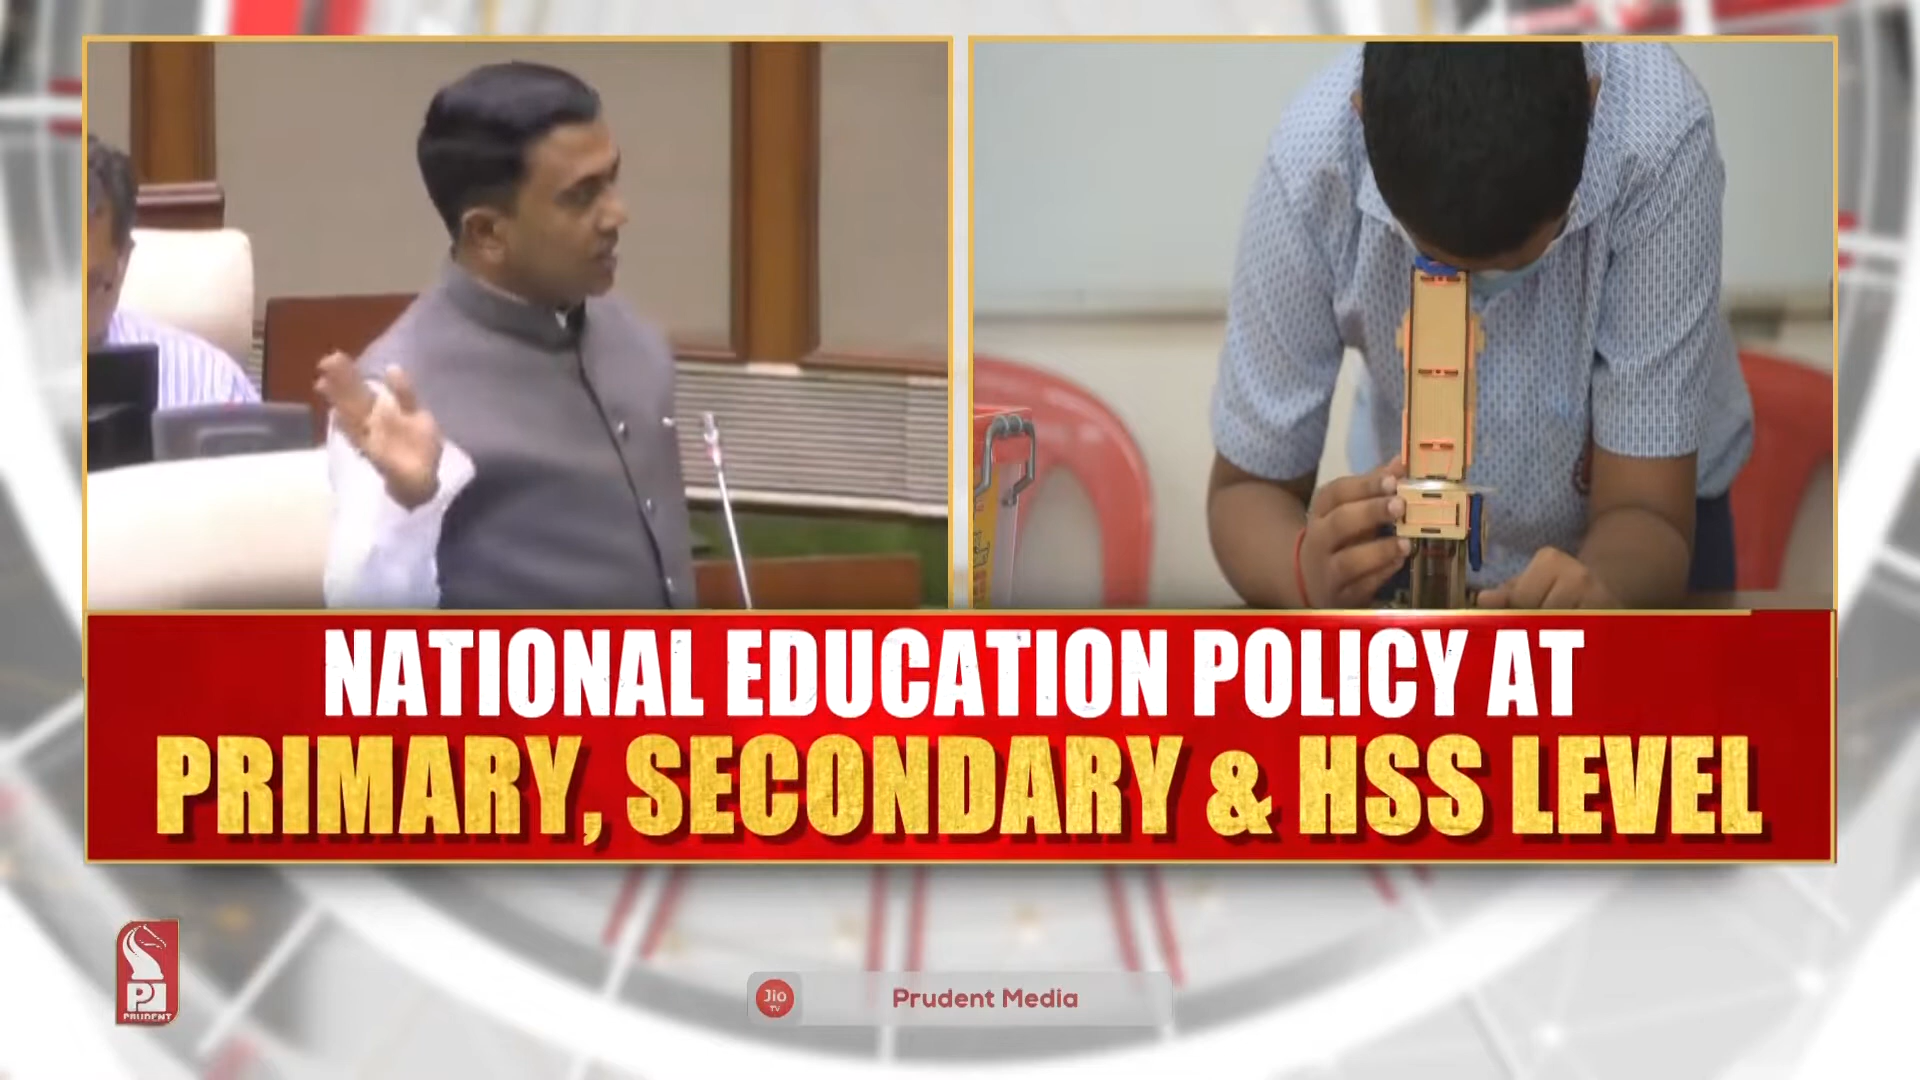 NATIONAL EDUCATION POLICY AT
PRIMARY, SECONDARY & HSS LEVEL
PRUDENT
Jio
TV
Prudent Media